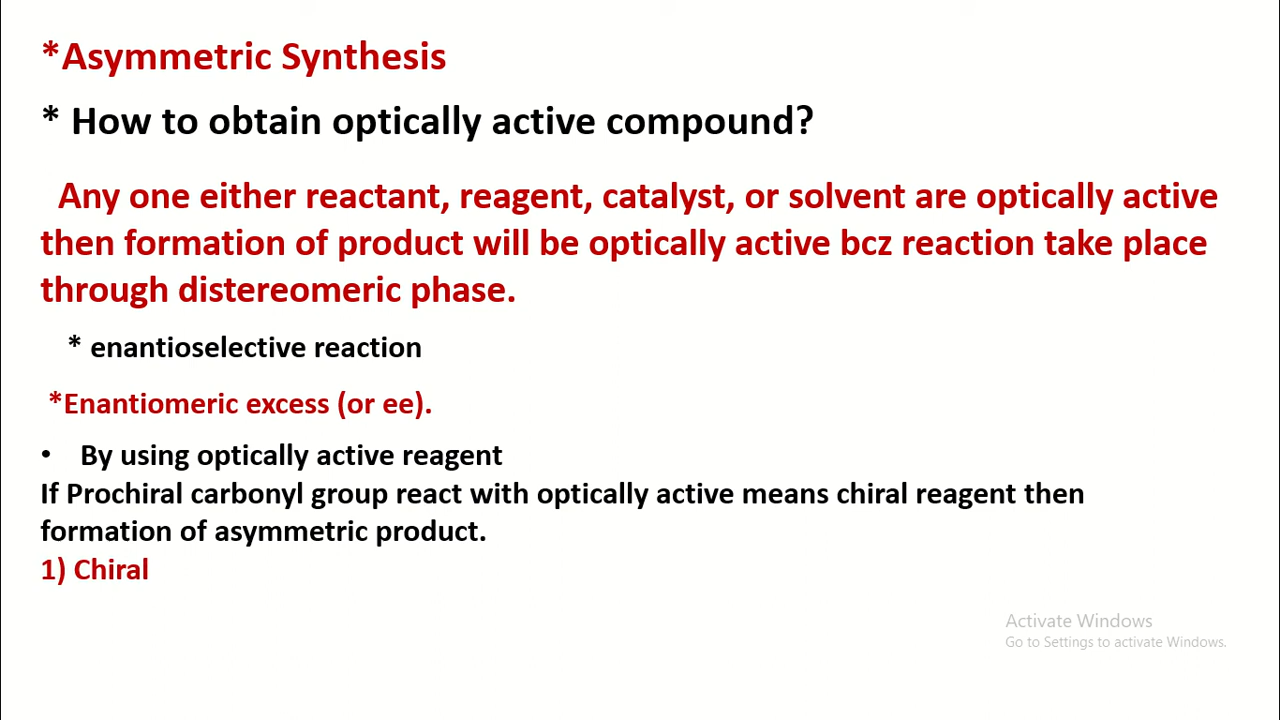 *Asymmetric Synthesis
* How to obtain optically active compound?
Any one either reactant, reagent, catalyst, or solvent are optically active
then formation of product will be optically active bcz reaction take place
through distereomeric phase.
* enantioselective reaction
*Enantiomeric excess (or ee).
• By using optically active reagent
If Prochiral carbonyl group react with optically active means chiral reagent then
formation of asymmetric product.
1) Chiral
Activate Windows
Go to Settings to activate Windows.